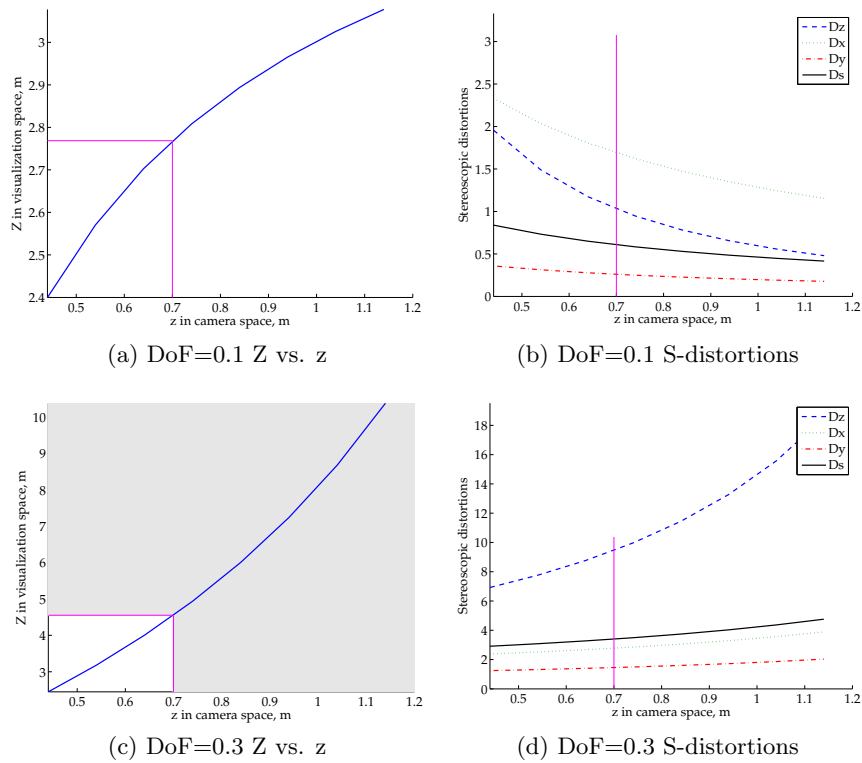 Z in visualization space, m
3
2.9
2.8
2.7
2.6
2.5
2.4
0.5 0.6 0.7 0.8 0.9 1 1.1 1.2
z in camera space, m
(a) DoF=0.1 Z vs. z
Stereoscopic distortions
3
2.5
2
1.5
1
0.5
0
0.5 0.6 0.7 0.8 0.9 1 1.1 1.2
z in camera space, m
Dz
Dx
Dy
Ds
(b) DoF=0.1 S-distortions
Z in visualization space, m
10
9
8
7
6
5
4
3
0.5 0.6 0.7 0.8 0.9 1 1.1 1.2
z in camera space, m
(c) DoF=0.3 Z vs. z
Stereoscopic distortions
18
16
14
12
10
8
6
4
2
0
0.5 0.6 0.7 0.8 0.9 1 1.1 1.2
z in camera space, m
Dz
Dx
Dy
Ds
(d) DoF=0.3 S-distortions